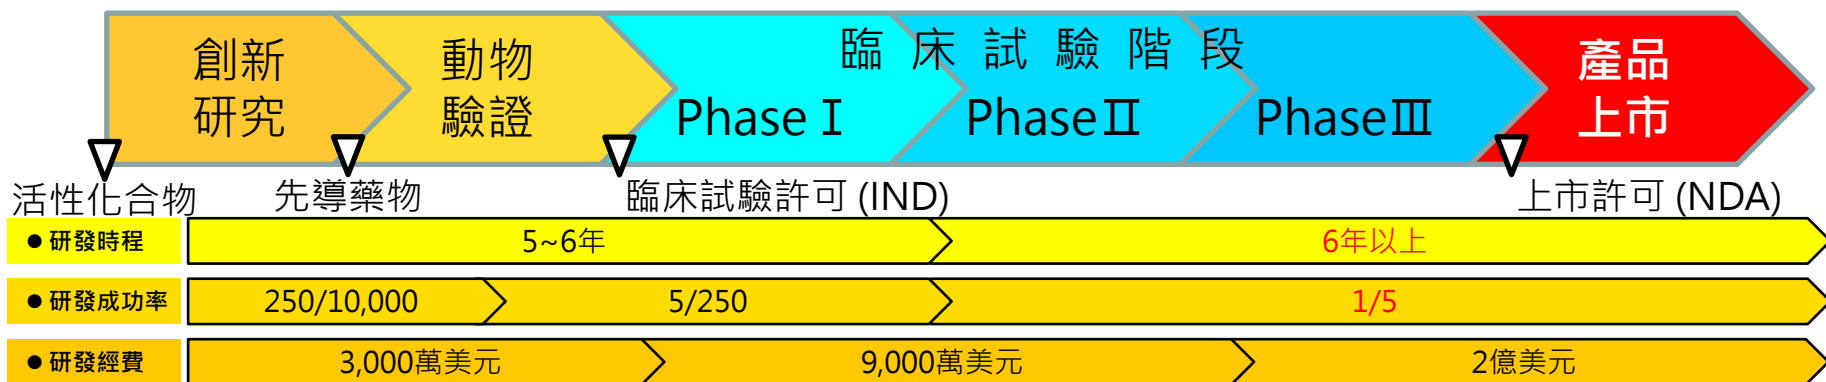 創新
研究
動物
驗證
臨床試驗階段
Phase I
Phase II
Phase III
產品
上市
活性化合物
先導藥物
臨床試驗許可 (IND)
上市許可 (NDA)
●研發時程
5~6年
6年以上
●研發成功率
250/10,000
5/250
1/5
●研發經費
3,000萬美元
9,000萬美元
2億美元